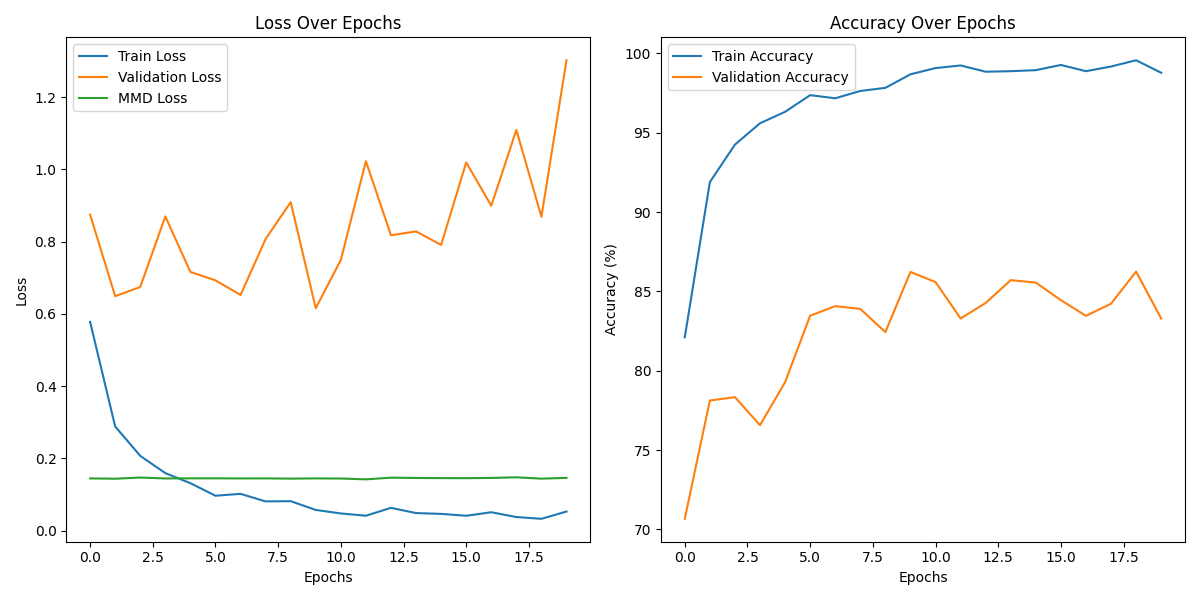 Loss Over Epochs
Train Loss
Validation Loss
MMD Loss
Loss
1.2
1.0
0.8
0.6
0.4
0.2
0.0
0.0 2.5 5.0 7.5 10.0 12.5 15.0 17.5
Epochs
Accuracy Over Epochs
Train Accuracy
Validation Accuracy
Accuracy (%)
100
95
90
85
80
75
70
0.0 2.5 5.0 7.5 10.0 12.5 15.0 17.5
Epochs